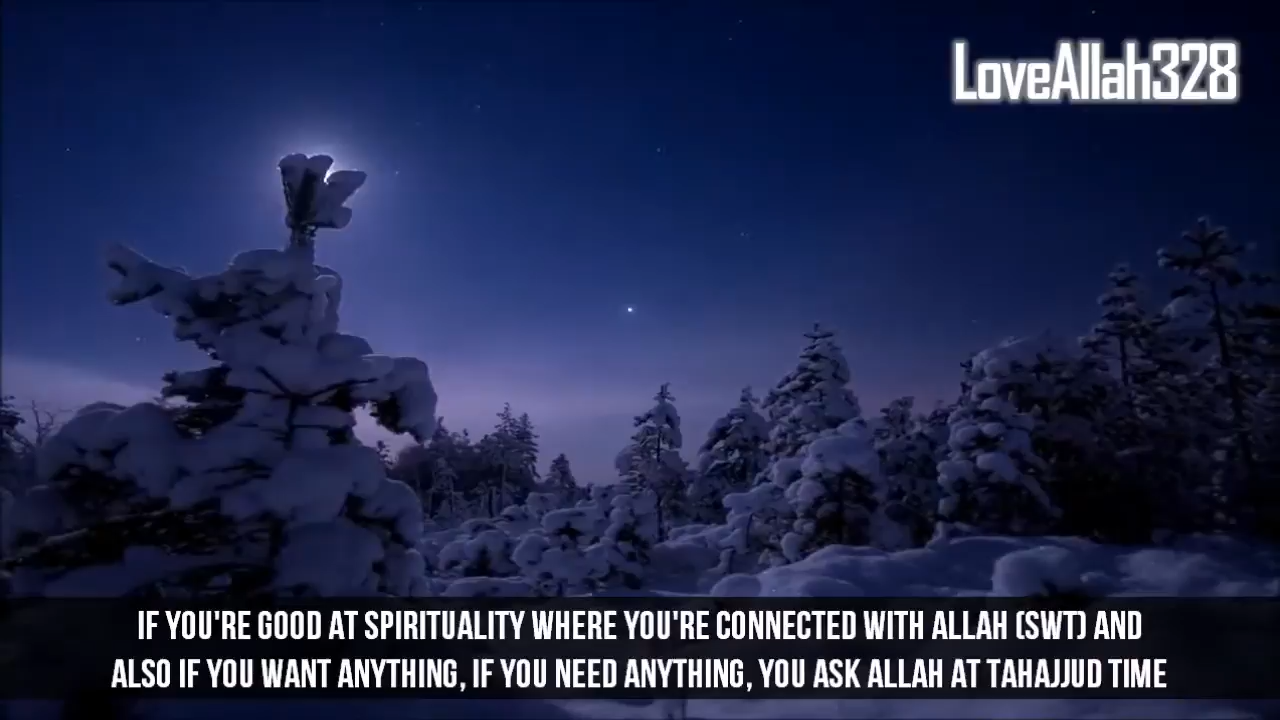 LoveAllah328
IF YOU'RE GOOD AT SPIRITUALITY WHERE YOU'RE CONNECTED WITH ALLAH (SWT) AND
ALSO IF YOU WANT ANYTHING, IF YOU NEED ANYTHING, YOU ASK ALLAH AT TAHAJJUD TIME